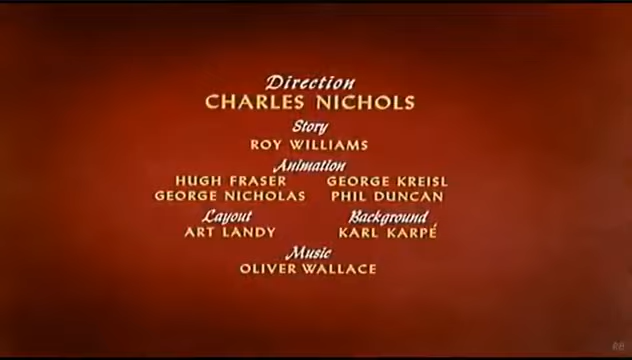 Direction
CHARLES NICHOLS
Story
ROY WILLIAMS
Animation
HUGH FRASER GEORGE KREISL
GEORGE NICHOLAS PHIL DUNCAN
Layout Background
ART LANDY KARL KARPÉ
Music
OLIVER WALLACE